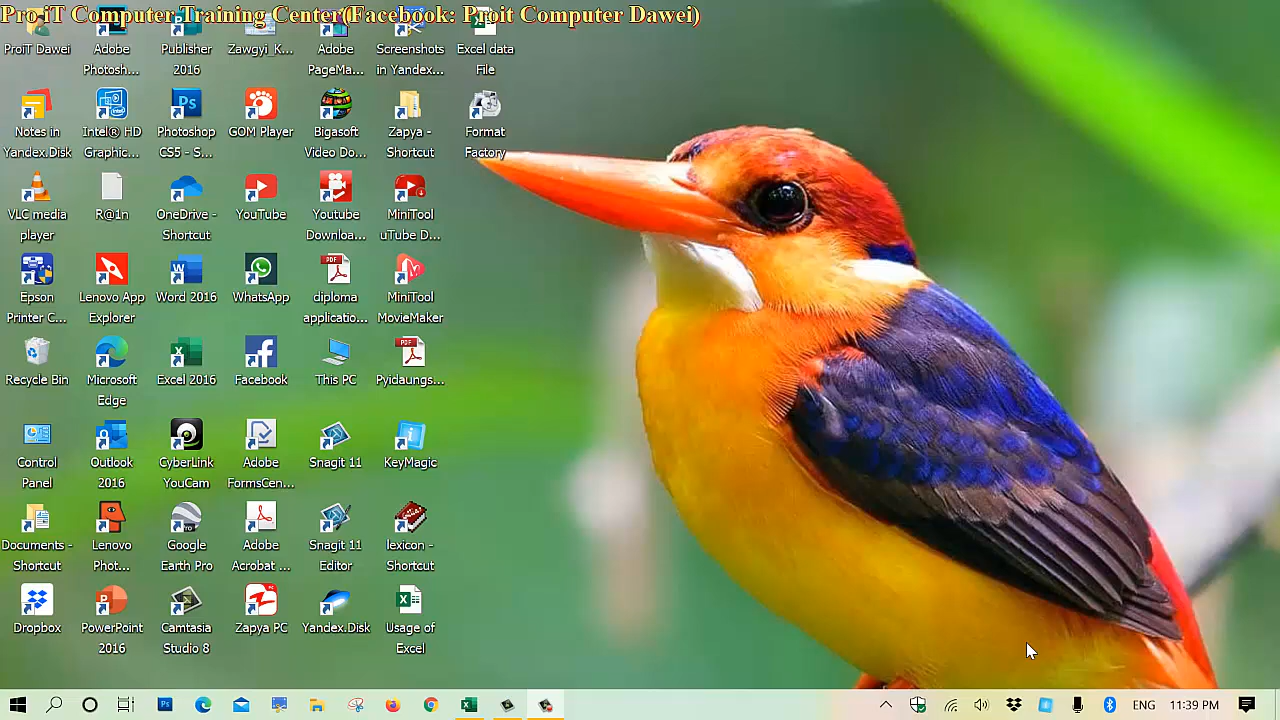 Pro iT Computer Training Center(Facebook: Proit Computer Dawei)
ProiT Dawei
Adobe
Photosh...
Publisher
2016
Zawgyi_K...
Adobe
PageMa...
Screenshots
in Yandex...
Excel data
File
Notes in
Yandex.Disk
Intel® HD
Graphic...
Photoshop
CS5 - S...
GOM Player
Bigasoft
Video Do...
Zapya -
Shortcut
Format
Factory
VLC media
player
R@1n
OneDrive -
Shortcut
YouTube
Youtube
Downloa...
MiniTool
uTube D...
Epson
Printer C...
Lenovo App
Explorer
Word 2016
WhatsApp
PDF
diploma
applicatio...
MiniTool
MovieMaker
Recycle Bin
Microsoft
Edge
Excel 2016
Facebook
This PC
PDF
Pyidaungs...
Control
Panel
Outlook
2016
CyberLink
YouCam
Adobe
FormsCen...
Snagit 11
KeyMagic
Documents -
Shortcut
Lenovo
Phot...
Google
Earth Pro
Adobe
Acrobat ...
Snagit 11
Editor
lexicon -
Shortcut
Dropbox
PowerPoint
2016
Camtasia
Studio 8
Zapya PC
Yandex.Disk
Usage of
Excel
ENG
11:39 PM